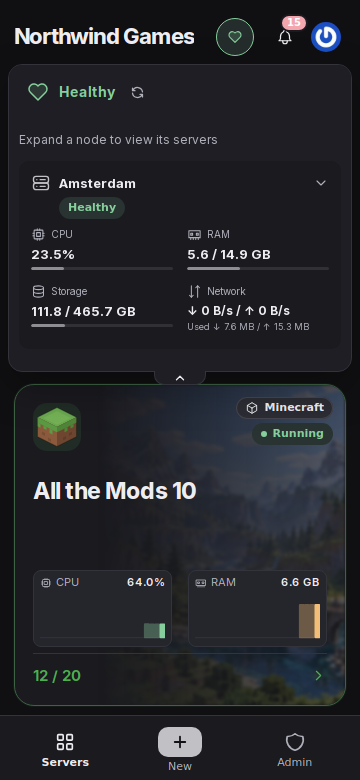 Northwind Games
15
Healthy
Expand a node to view its servers
Amsterdam
Healthy
CPU
RAM
23.5%
5.6 / 14.9 GB
Storage
Network
111.8 / 465.7 GB
↓ 0 B/s / ↑ 0 B/s
Used ↓ 7.6 MB / ↑ 15.3 MB
Minecraft
Running
All the Mods 10
CPU
64.0%
RAM
6.6 GB
12 / 20
Servers
New
Admin